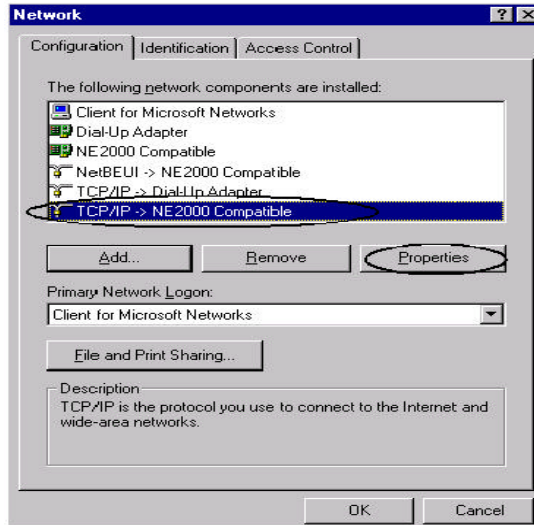 Network
Configuration Identification Access Control
The following network components are installed:
Client for Microsoft Networks
Dial-Up Adapter
NE2000 Compatible
NetBEUI -> NE2000 Compatible
TCP/IP -> Dial-Up Adapter
TCP/IP -> NE2000 Compatible
Add... Remove Properties
Primary Network Logon:
Client for Microsoft Networks
File and Print Sharing...
Description
TCP/IP is the protocol you use to connect to the Internet and
wide-area networks.
OK Cancel